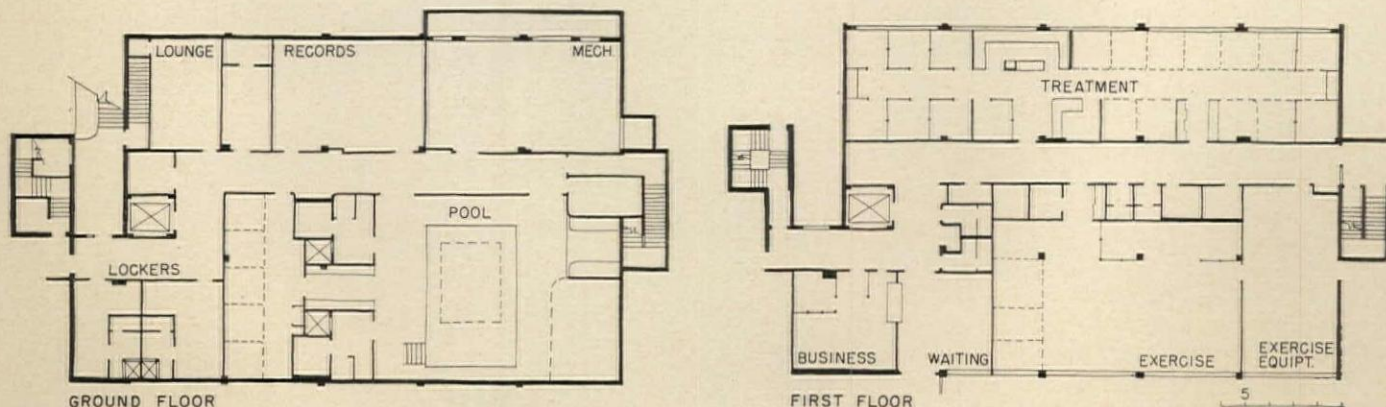 LOUNGE
RECORDS
MECH.
POOL
LOCKERS
GROUND FLOOR
TREATMENT
BUSINESS
WAITING
EXERCISE
EXERCISE
EQUIPT.
FIRST FLOOR
5